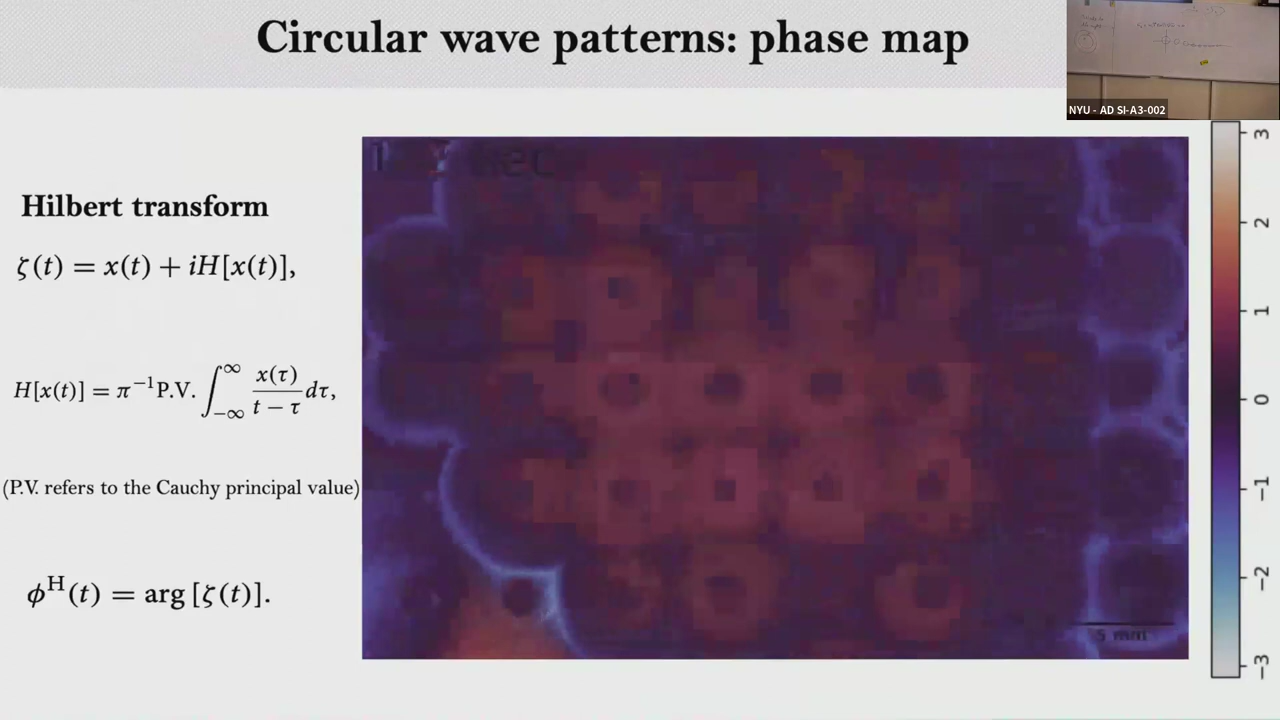 Circular wave patterns: phase map
NYU - AD SI-A3-002
Hilbert transform
ζ(t) = x(t) + iH[x(t)],
H[x(t)] = π⁻¹P.V. ∫_{−∞}^{∞} x(τ)/(t − τ) dτ,
(P.V. refers to the Cauchy principal value)
ϕᴴ(t) = arg [ζ(t)].
5 mm
3
2
1
0
−1
−2
−3